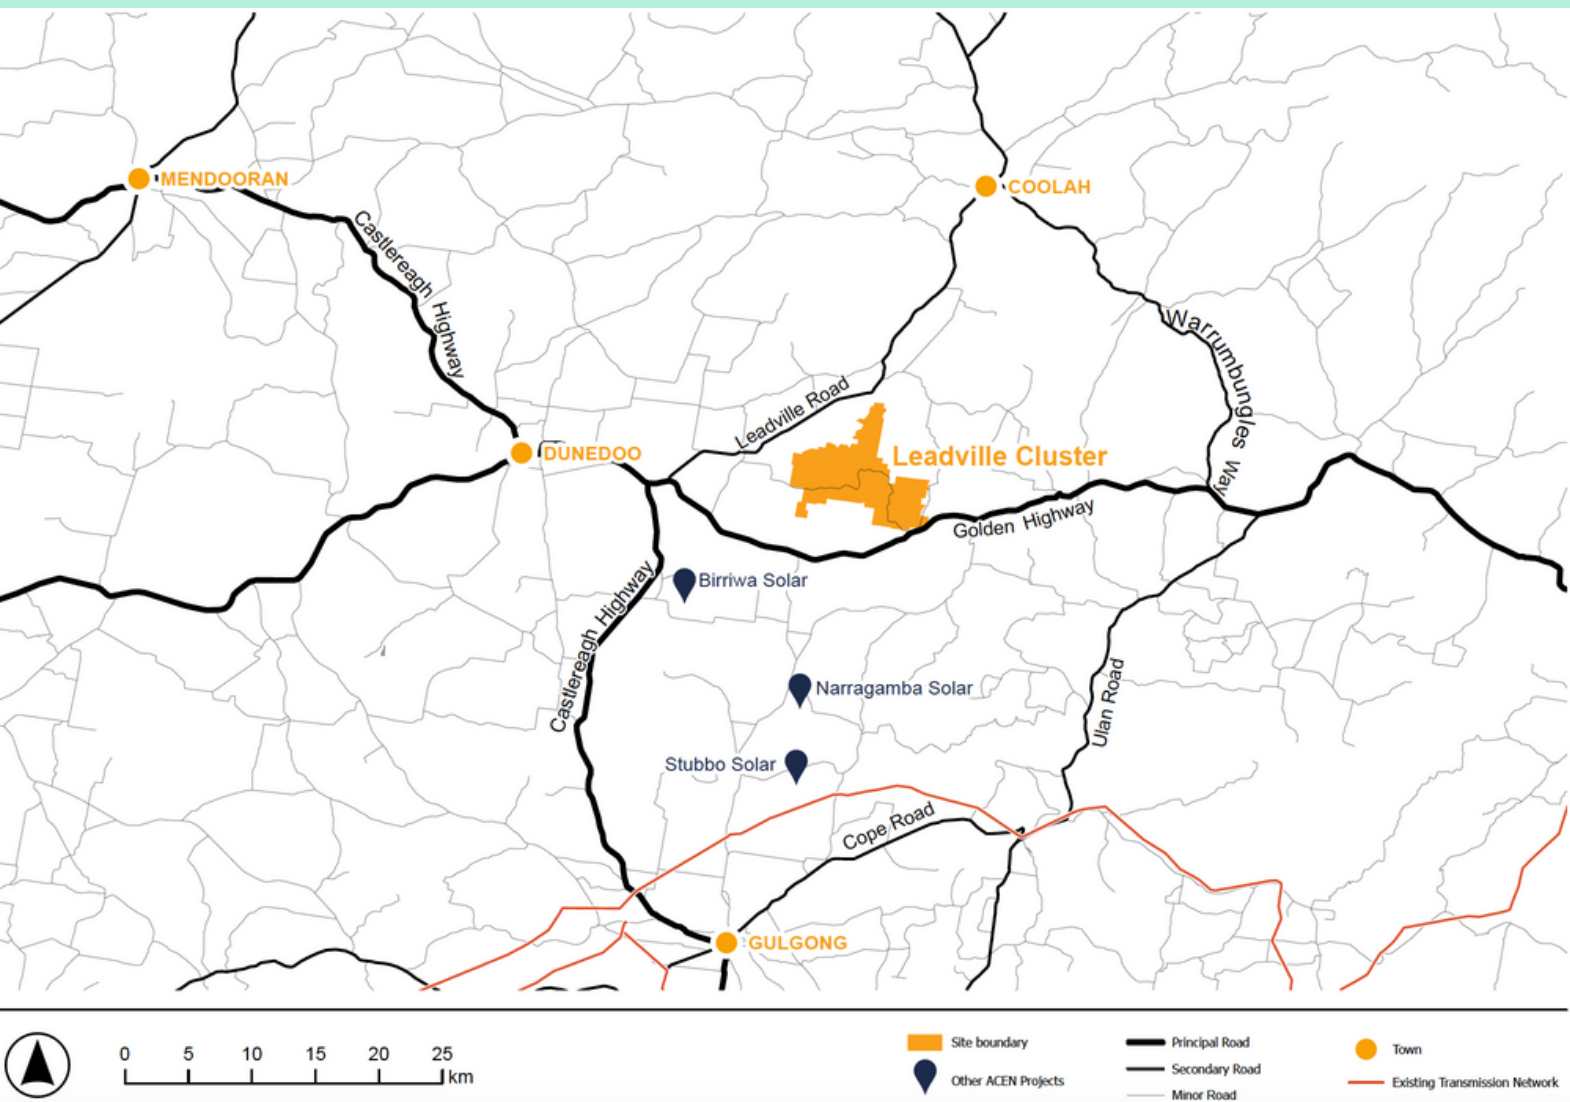 MENDOORAN
COOLAH
Castlereagh Highway
Warrumbungles Way
Leadville Road
DUNEDOO
Leadville Cluster
Golden Highway
Birriwa Solar
Castlereagh Highway
Narragamba Solar
Ulan Road
Stubbo Solar
Cope Road
GULGONG
0 5 10 15 20 25
km
Site boundary
Other ACEN Projects
Principal Road
Secondary Road
Minor Road
Town
Existing Transmission Network